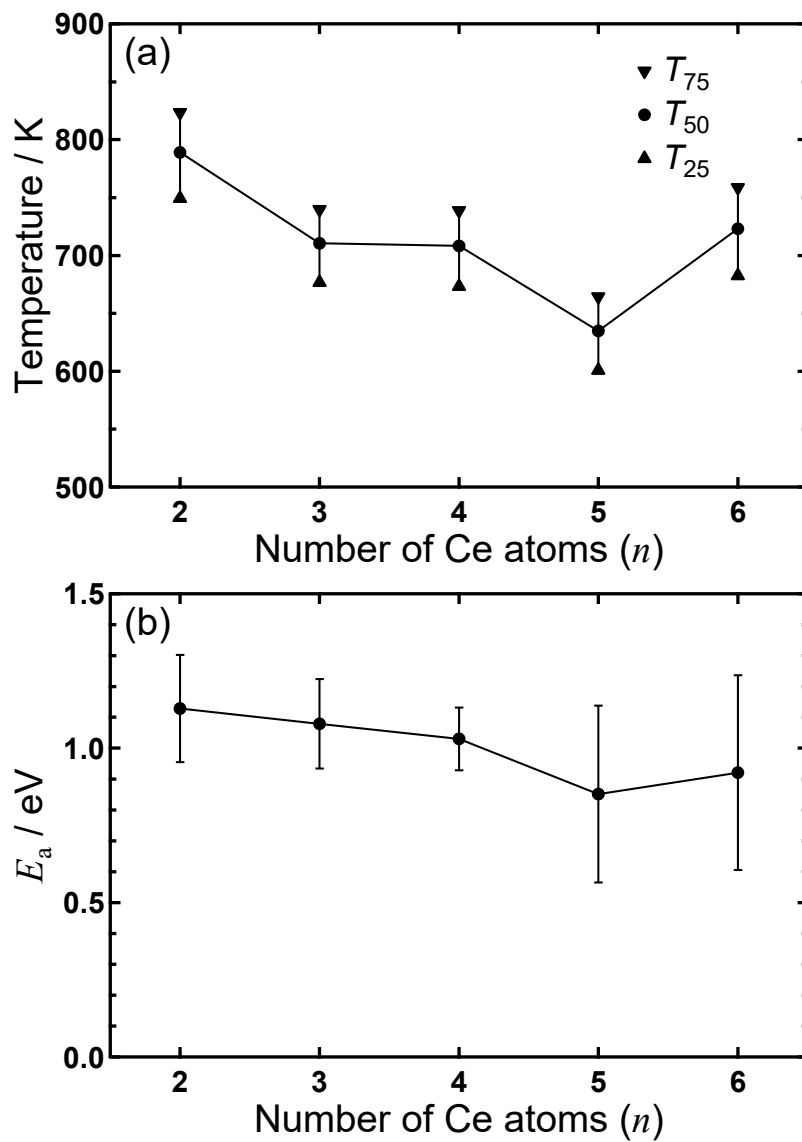 (a)
T75
T50
T25
Temperature / K
900
800
700
600
500
2 3 4 5 6
Number of Ce atoms (n)
(b)
Ea / eV
1.5
1.0
0.5
0.0
2 3 4 5 6
Number of Ce atoms (n)